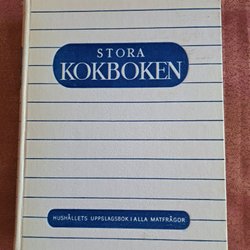 STORA
KOKBOKEN
HUSHÅLLETS UPPSLAGSBOK I ALLA MATFRÅGOR